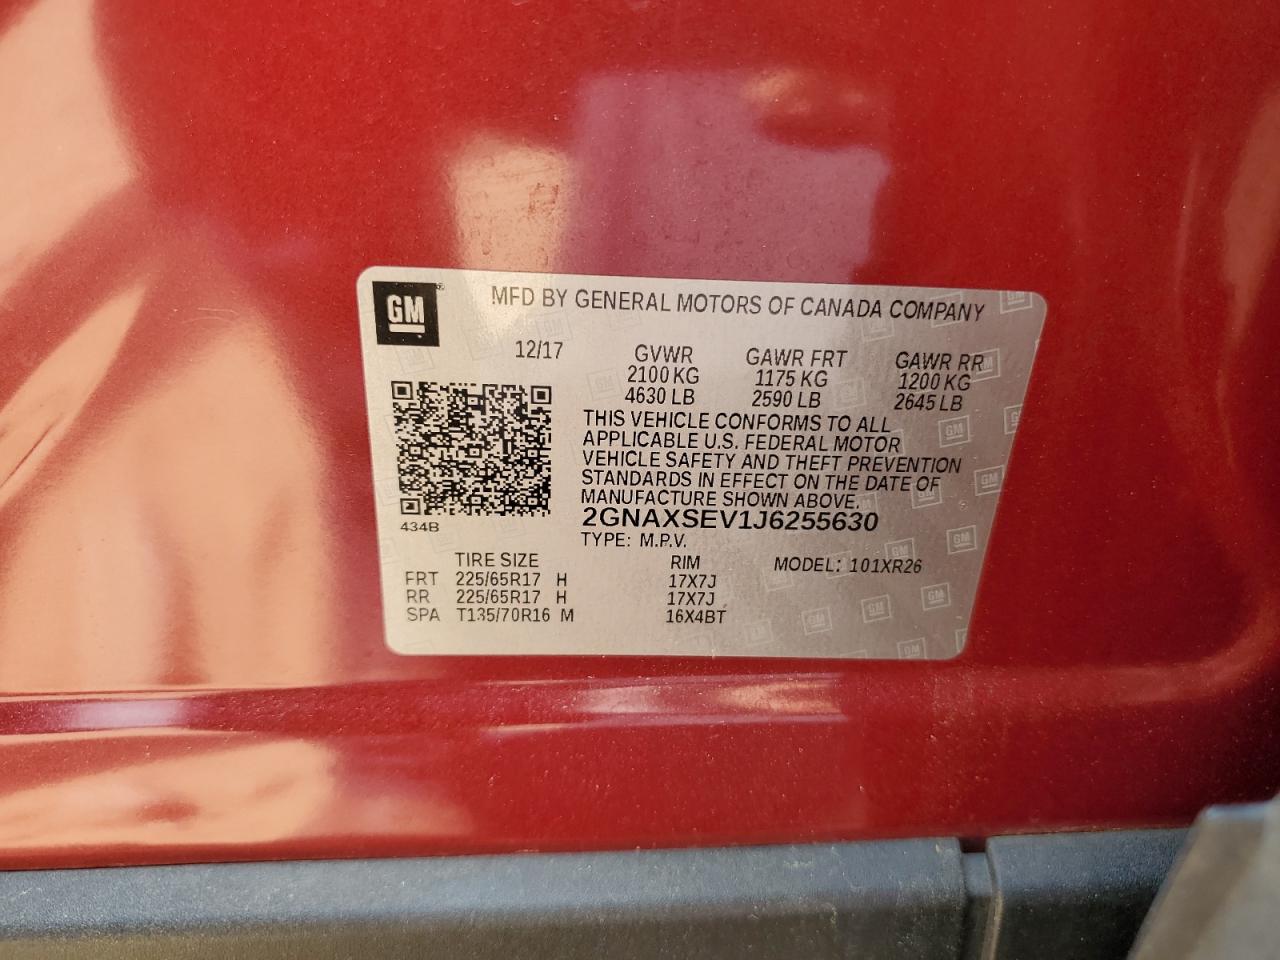 GM
MFD BY GENERAL MOTORS OF CANADA COMPANY
12/17 GVWR GAWR FRT GAWR RR
2100 KG 1175 KG 1200 KG
4630 LB 2590 LB 2645 LB
THIS VEHICLE CONFORMS TO ALL
APPLICABLE U.S. FEDERAL MOTOR
VEHICLE SAFETY AND THEFT PREVENTION
STANDARDS IN EFFECT ON THE DATE OF
MANUFACTURE SHOWN ABOVE.
434B
2GNAXSEV1J6255630
TYPE: M.P.V.
TIRE SIZE RIM MODEL: 101XR26
FRT 225/65R17 H 17X7J
RR 225/65R17 H 17X7J
SPA T135/70R16 M 16X4BT